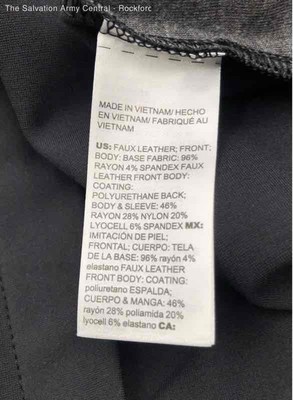 The Salvation Army Central - Rockford
MADE IN VIETNAM/ HECHO
EN VIETNAM/ FABRIQUÉ AU
VIETNAM
US: FAUX LEATHER; FRONT;
BODY: BASE FABRIC: 96%
RAYON 4% SPANDEX FAUX
LEATHER FRONT BODY:
COATING:
POLYURETHANE BACK;
BODY & SLEEVE: 46%
RAYON 28% NYLON 20%
LYOCELL 6% SPANDEX MX:
IMITACIÓN DE PIEL;
FRONTAL; CUERPO: TELA
DE LA BASE: 96% rayón 4%
elastano FAUX LEATHER
FRONT BODY: COATING:
poliuretano ESPALDA;
CUERPO & MANGA: 46%
rayón 28% poliamida 20%
lyocell 6% elastano CA: